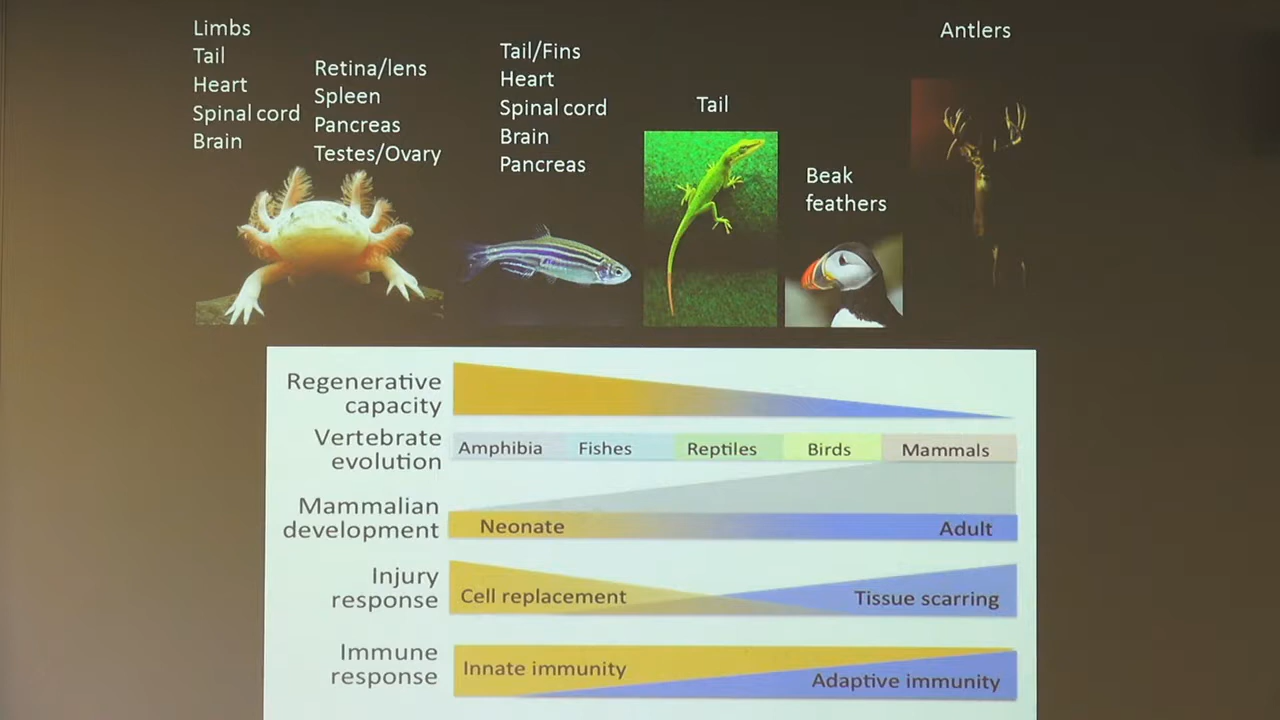 Limbs
Tail
Heart
Spinal cord
Brain
Retina/lens
Spleen
Pancreas
Testes/Ovary
Tail/Fins
Heart
Spinal cord
Brain
Pancreas
Tail
Beak
feathers
Antlers
Regenerative
capacity
Vertebrate
evolution
Amphibia
Fishes
Reptiles
Birds
Mammals
Mammalian
development
Neonate
Adult
Injury
response
Cell replacement
Tissue scarring
Immune
response
Innate immunity
Adaptive immunity